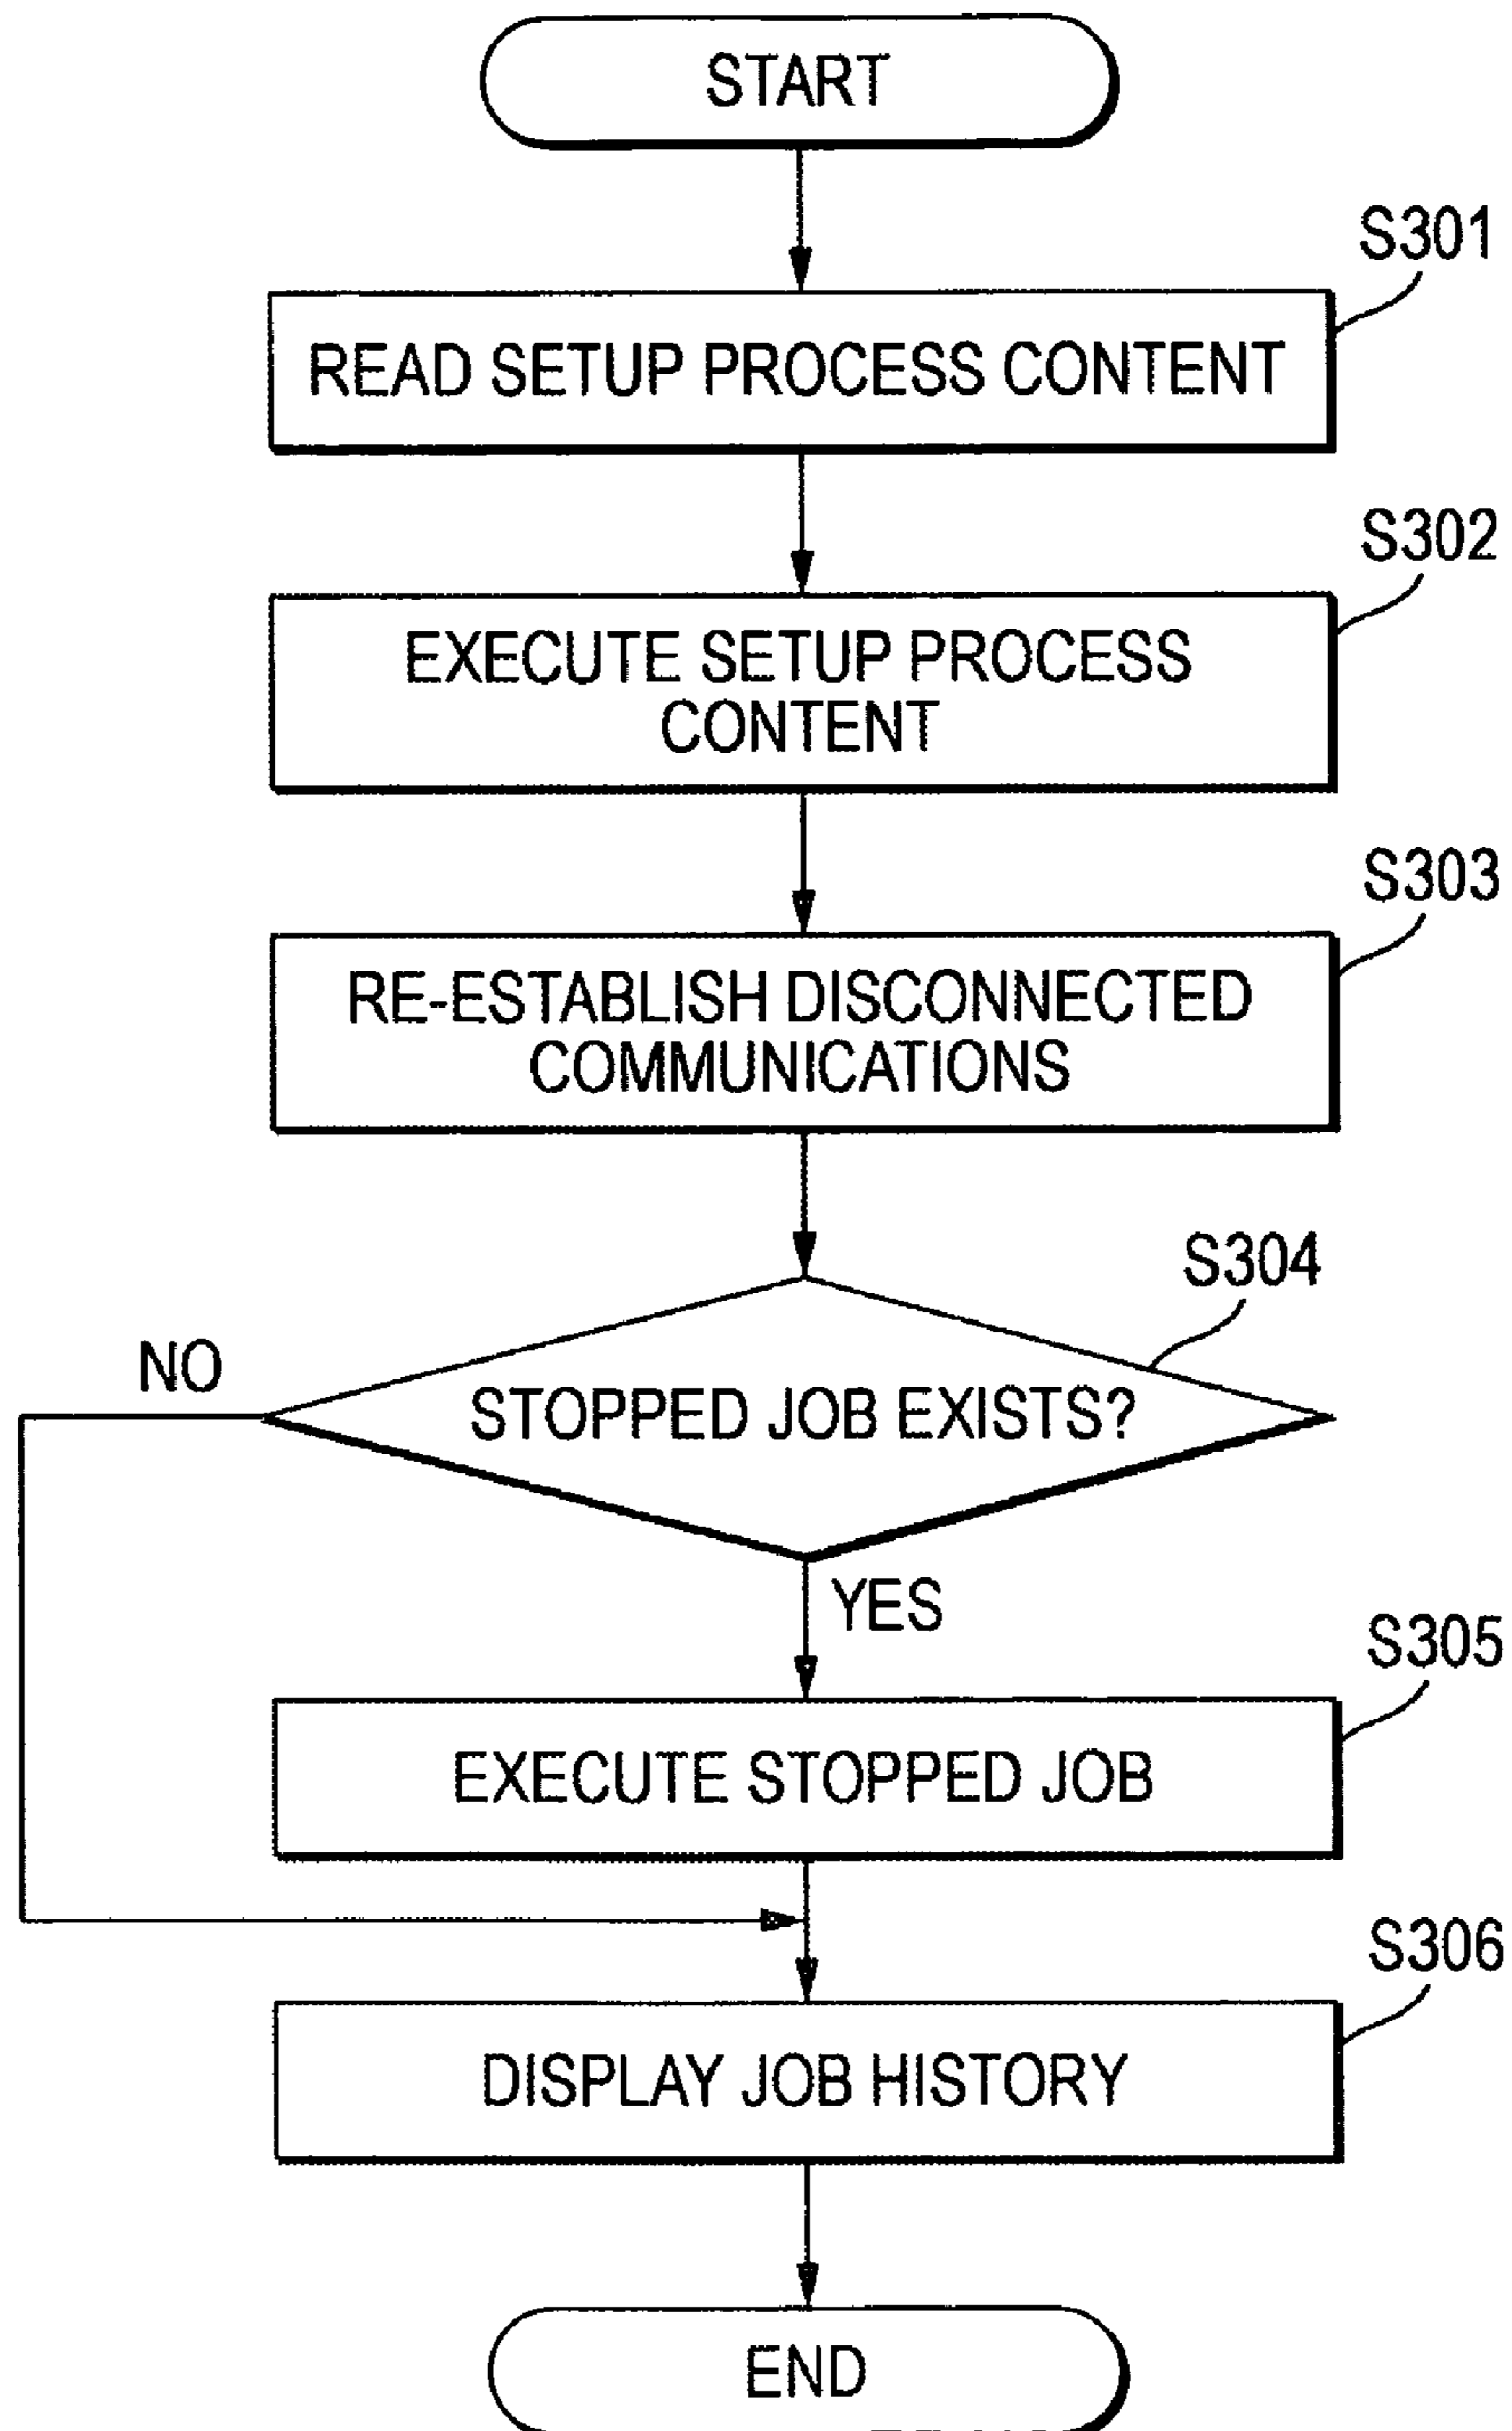 START
S301
READ SETUP PROCESS CONTENT
S302
EXECUTE SETUP PROCESS
CONTENT
S303
RE-ESTABLISH DISCONNECTED
COMMUNICATIONS
S304
NO
STOPPED JOB EXISTS?
YES
S305
EXECUTE STOPPED JOB
S306
DISPLAY JOB HISTORY
END